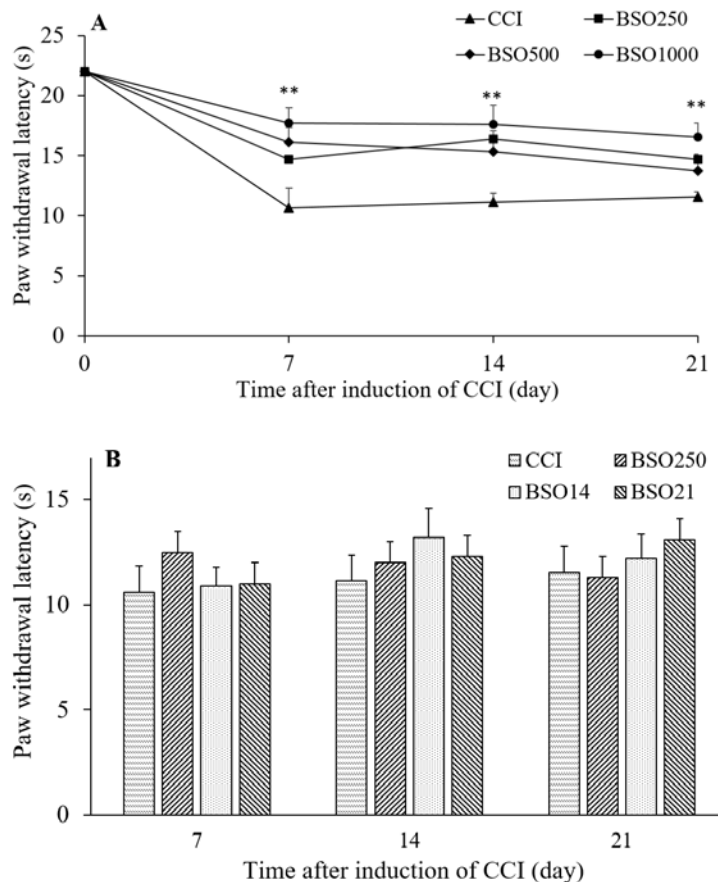 A
CCI BSO250
BSO500 BSO1000
Paw withdrawal latency (s)
25
20
15
10
5
0
** ** **
0 7 14 21
Time after induction of CCI (day)
B
CCI BSO250
BSO14 BSO21
Paw withdrawal latency (s)
15
10
5
0
7 14 21
Time after induction of CCI (day)